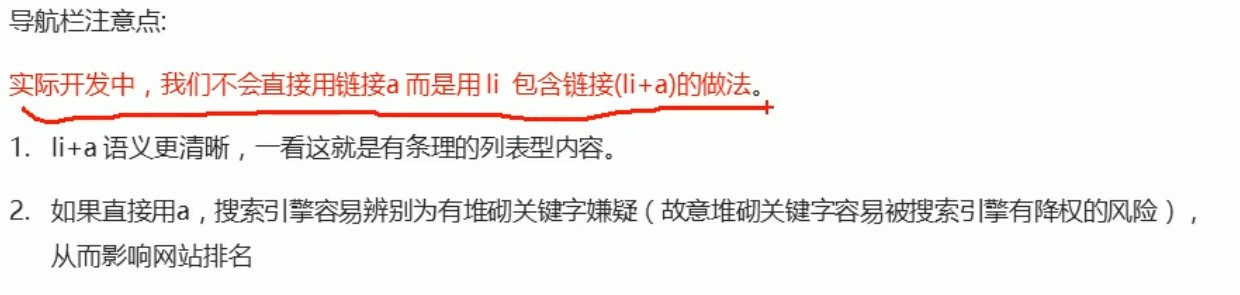 导航栏注意点:
实际开发中，我们不会直接用链接a 而是用 li 包含链接(li+a)的做法。
1. li+a 语义更清晰，一看这就是有条理的列表型内容。
2. 如果直接用a，搜索引擎容易辨别为有堆砌关键字嫌疑（故意堆砌关键字容易被搜索引擎有降权的风险），
从而影响网站排名